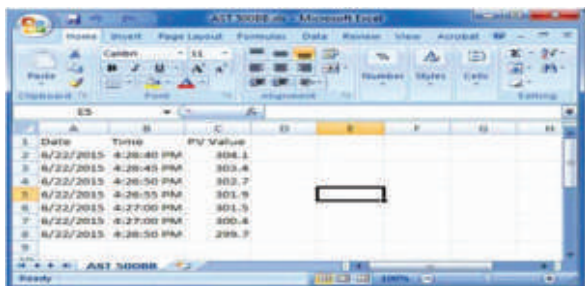 AST 500BB.xls - Microsoft Excel
Home Insert Page Layout Formulas Data Review View Acrobat
Paste Calibri 11 Number Styles Cells
Clipboard Font Alignment Editing
E5
A B C D E F G H
1 Date Time PV Value
2 6/22/2015 4:26:40 PM 304.1
3 6/22/2015 4:26:45 PM 303.4
4 6/22/2015 4:26:50 PM 302.7
5 6/22/2015 4:26:55 PM 301.9
6 6/22/2015 4:27:00 PM 301.5
7 6/22/2015 4:27:00 PM 300.4
8 6/22/2015 4:26:50 PM 299.7
9
AST 500BB
Ready 100%